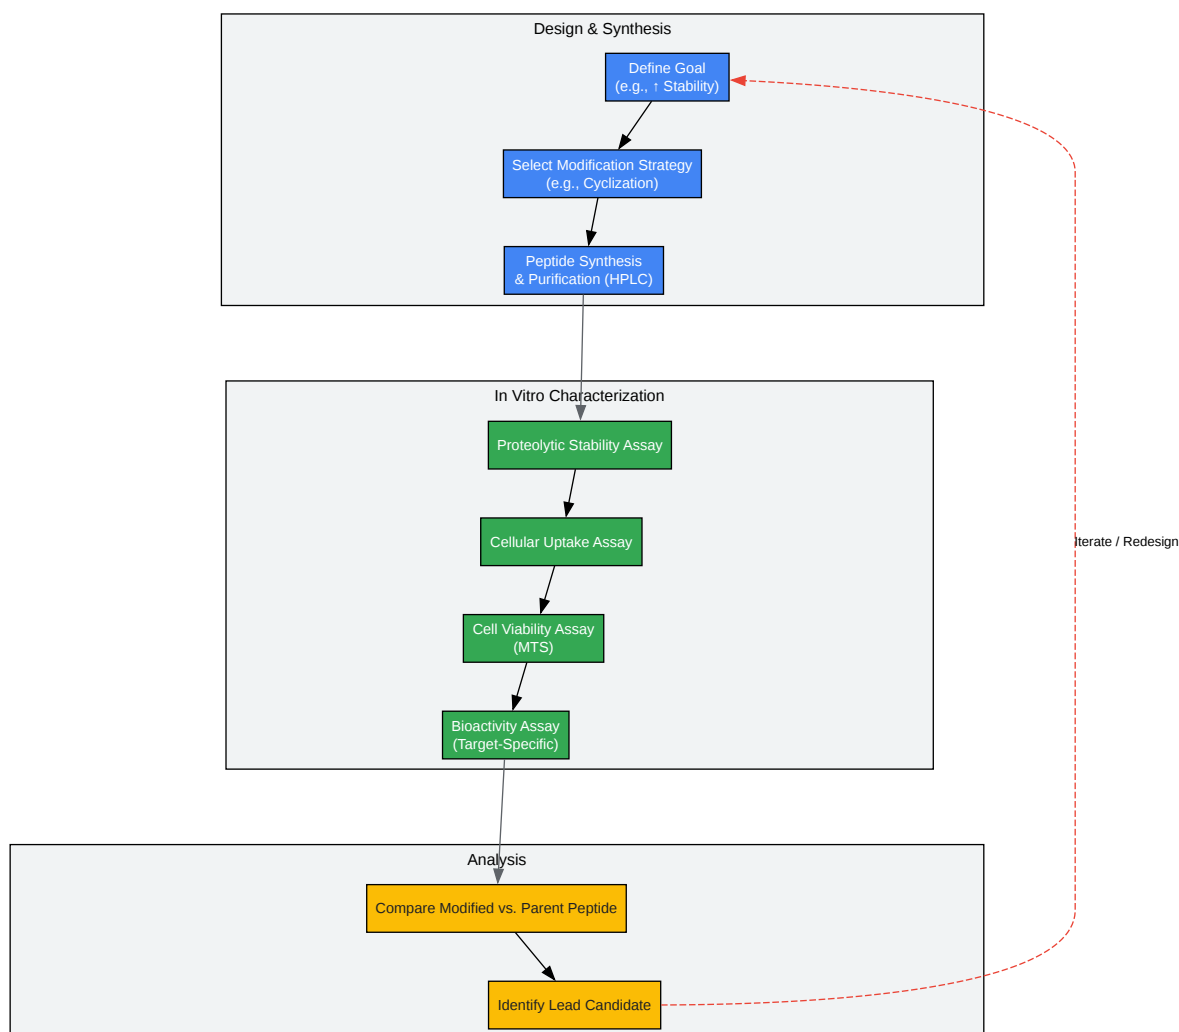 Design & Synthesis
Define Goal
(e.g., ↑ Stability)
Select Modification Strategy
(e.g., Cyclization)
Peptide Synthesis
& Purification (HPLC)
In Vitro Characterization
Proteolytic Stability Assay
Cellular Uptake Assay
Iterate / Redesign
Cell Viability Assay
(MTS)
Bioactivity Assay
(Target-Specific)
Analysis
Compare Modified vs. Parent Peptide
Identify Lead Candidate